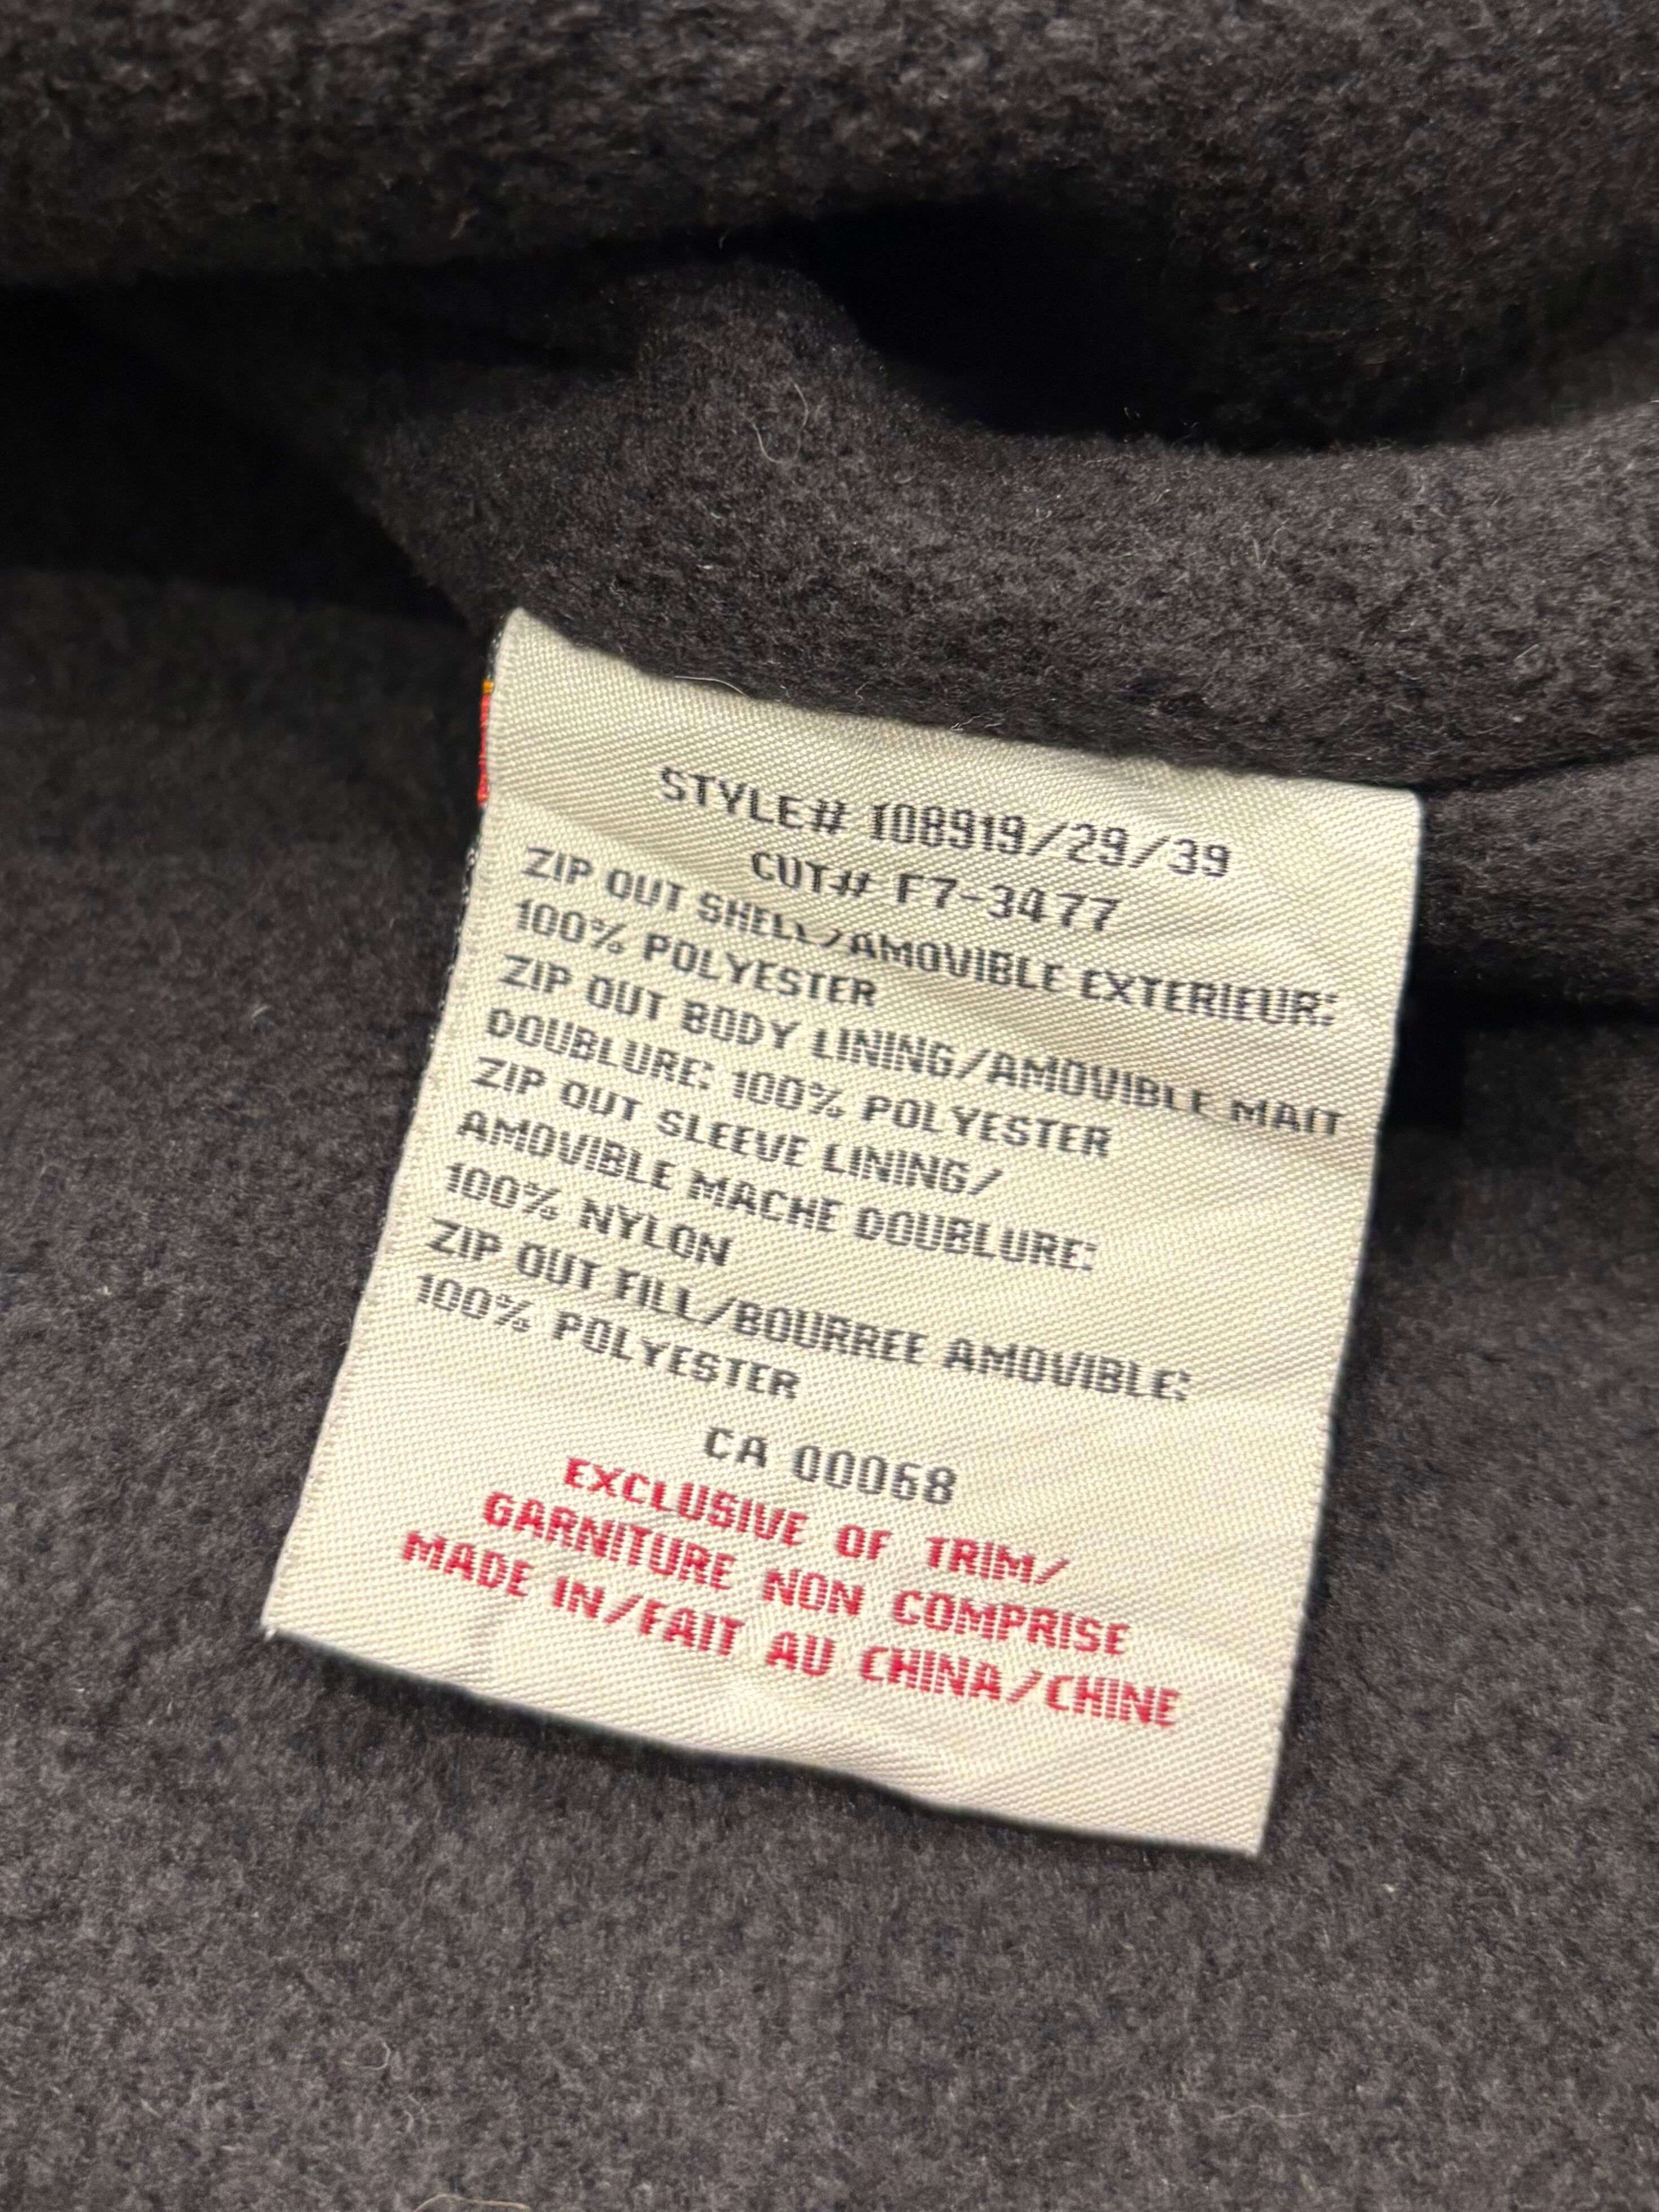 STYLE# 108919/29/39
CUT# F7-3477
ZIP OUT SHELL/AMOVIBLE EXTERIEUR:
100% POLYESTER
ZIP OUT BODY LINING/AMOVIBLE MAIT
DOUBLURE: 100% POLYESTER
ZIP OUT SLEEVE LINING/
AMOVIBLE MACHE DOUBLURE:
100% NYLON
ZIP OUT FILL/BOURREE AMOVIBLE:
100% POLYESTER
CA 00068
EXCLUSIVE OF TRIM/
GARNITURE NON COMPRISE
MADE IN/FAIT AU CHINA/CHINE